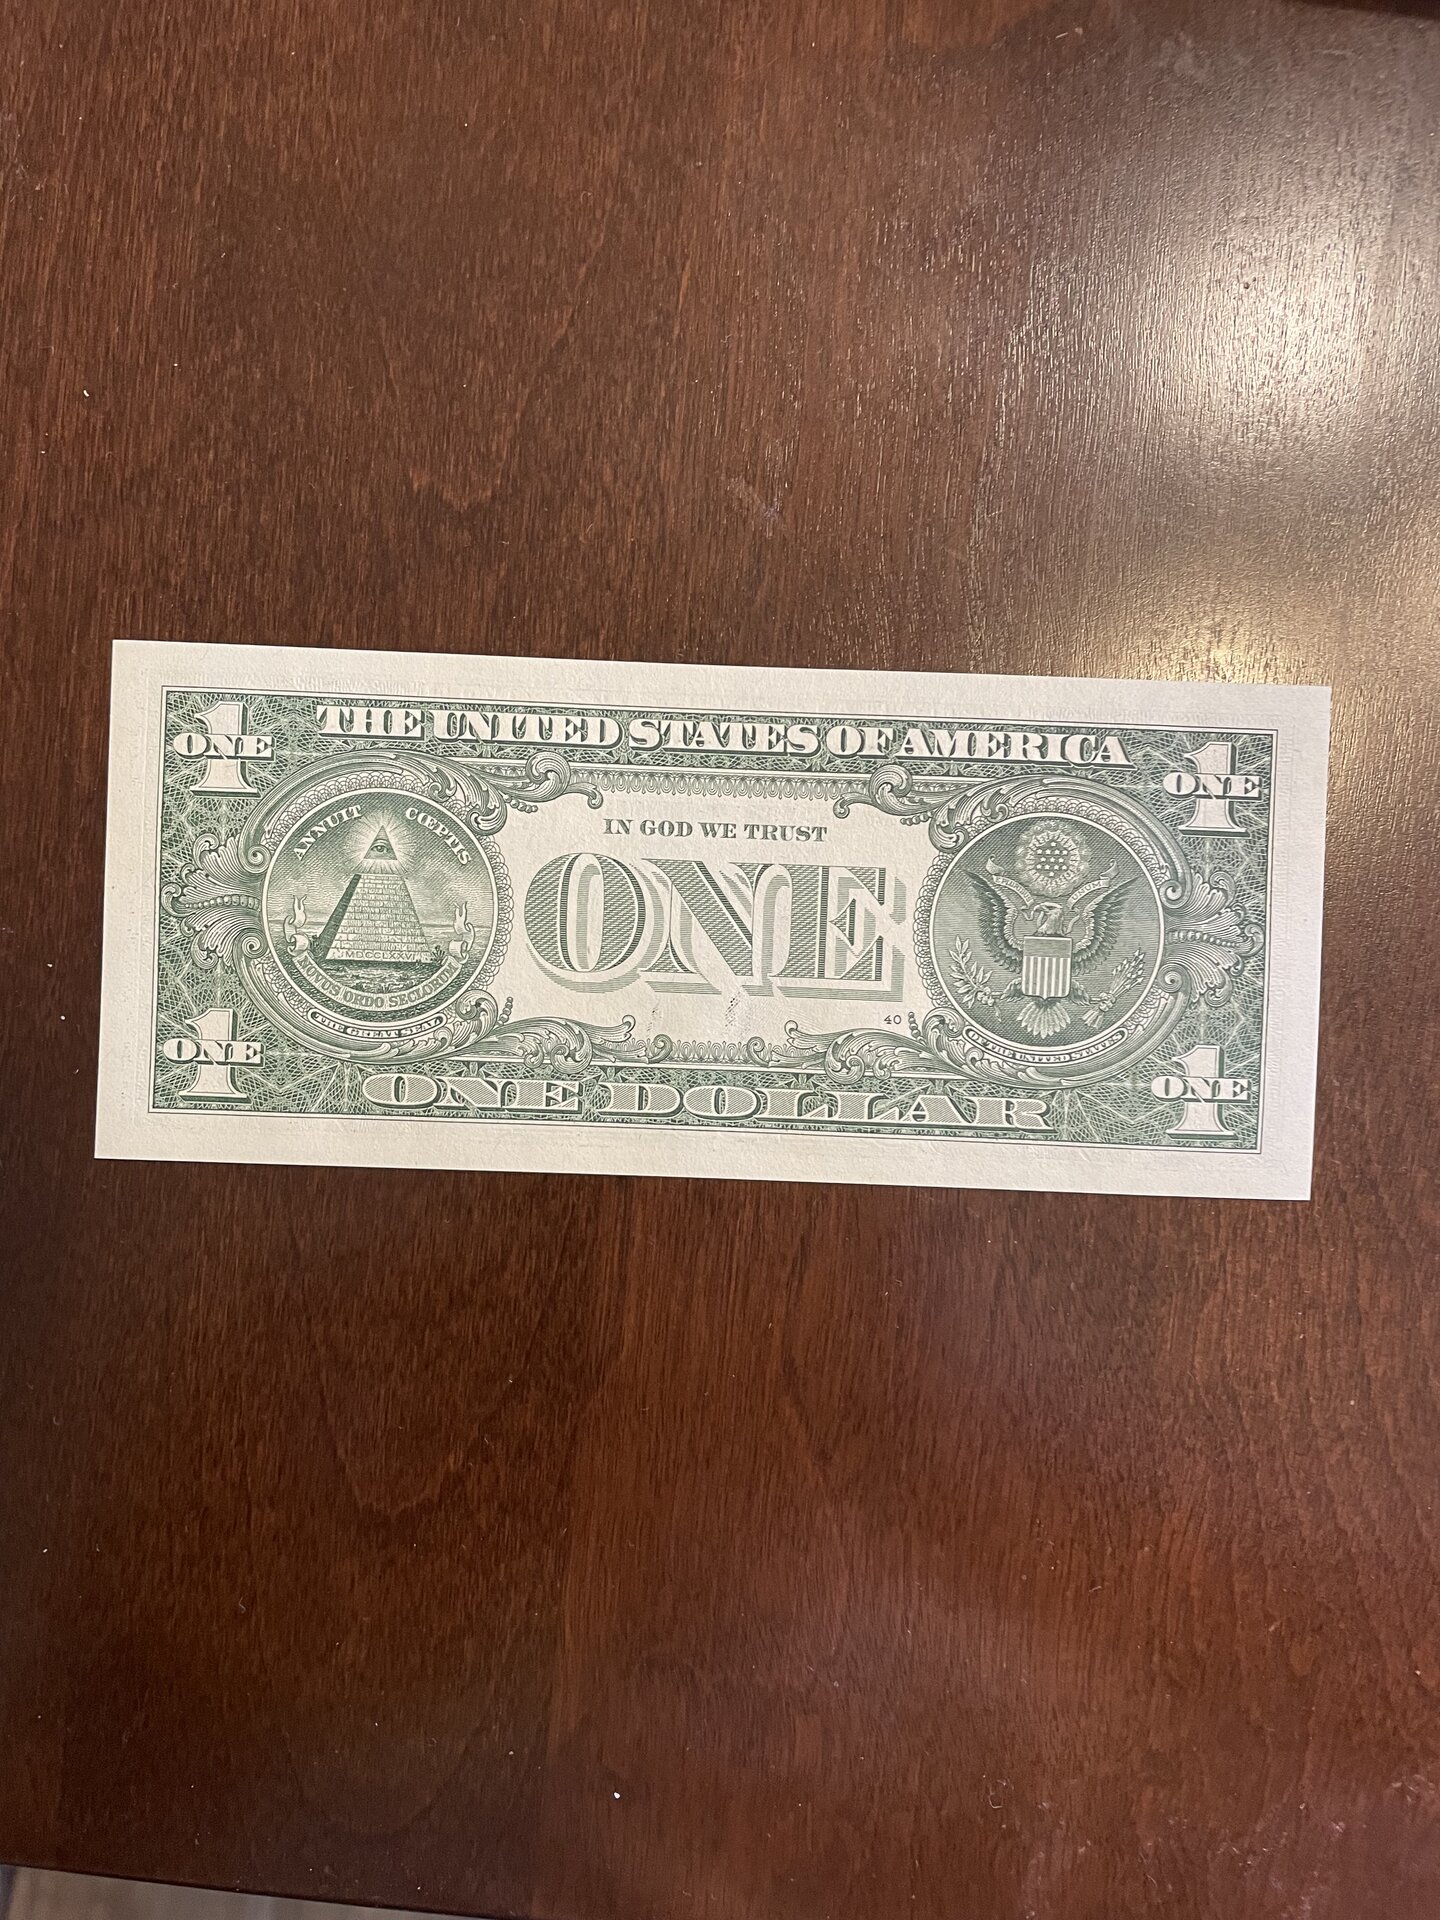 THE UNITED STATES OF AMERICA
1 ONE
1 ONE
ANNUIT CŒPTIS
IN GOD WE TRUST
ONE
MDCCLXXVI
NOVUS ORDO SECLORUM
THE GREAT SEAL
40
OF THE UNITED STATES
1 ONE
1 ONE
ONE DOLLAR